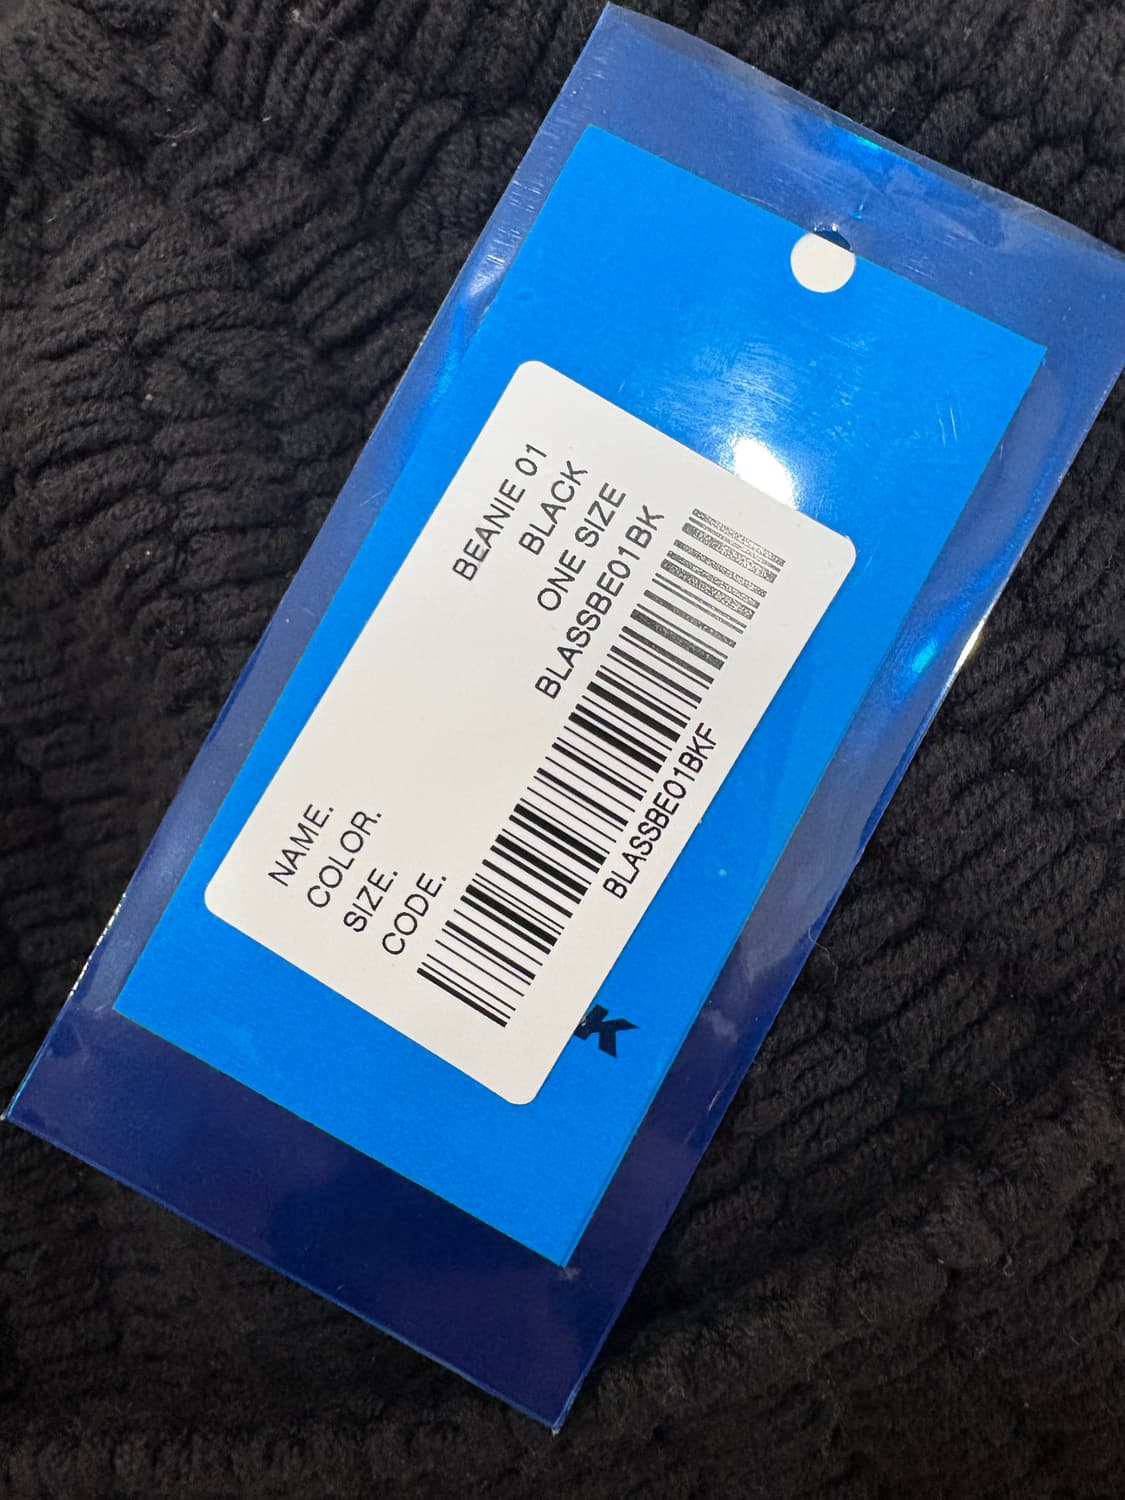 NAME. BEANIE 01
COLOR. BLACK
SIZE. ONE SIZE
CODE. BLASSBE01BK
BLASSBE01BKF
K